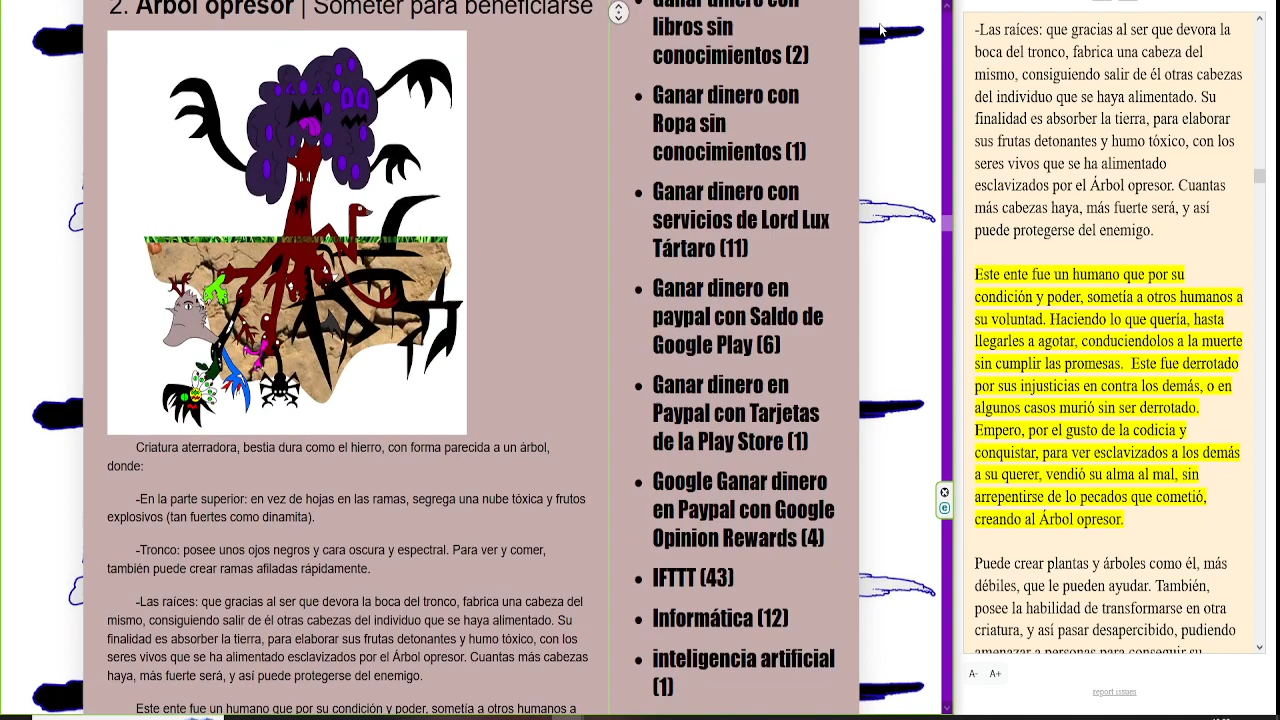 2. Árbol opresor | Someter para beneficiarse
Criatura aterradora, bestia dura como el hierro, con forma parecida a un árbol,
donde:
-En la parte superior: en vez de hojas en las ramas, segrega una nube tóxica y frutos
explosivos (tan fuertes como dinamita).
-Tronco: posee unos ojos negros y cara oscura y espectral. Para ver y comer,
también puede crear ramas afiladas rápidamente.
-Las raíces: que gracias al ser que devora la boca del tronco, fabrica una cabeza del
mismo, consiguiendo salir de él otras cabezas del individuo que se haya alimentado. Su
finalidad es absorber la tierra, para elaborar sus frutas detonantes y humo tóxico, con los
seres vivos que se ha alimentado esclavizados por el Árbol opresor. Cuantas más cabezas
haya, más fuerte será, y así puede protegerse del enemigo.
Este ente fue un humano que por su condición y poder, sometía a otros humanos a
Ganar dinero con
libros sin
conocimientos (2)
Ganar dinero con
Ropa sin
conocimientos (1)
Ganar dinero con
servicios de Lord Lux
Tártaro (11)
Ganar dinero en
paypal con Saldo de
Google Play (6)
Ganar dinero en
Paypal con Tarjetas
de la Play Store (1)
Google Ganar dinero
en Paypal con Google
Opinion Rewards (4)
IFTTT (43)
Informática (12)
inteligencia artificial
(1)
-Las raíces: que gracias al ser que devora la
boca del tronco, fabrica una cabeza del
mismo, consiguiendo salir de él otras cabezas
del individuo que se haya alimentado. Su
finalidad es absorber la tierra, para elaborar
sus frutas detonantes y humo tóxico, con los
seres vivos que se ha alimentado
esclavizados por el Árbol opresor. Cuantas
más cabezas haya, más fuerte será, y así
puede protegerse del enemigo.
Este ente fue un humano que por su
condición y poder, sometía a otros humanos a
su voluntad. Haciendo lo que quería, hasta
llegarles a agotar, conduciendolos a la muerte
sin cumplir las promesas. Este fue derrotado
por sus injusticias en contra los demás, o en
algunos casos murió sin ser derrotado.
Empero, por el gusto de la codicia y
conquistar, para ver esclavizados a los demás
a su querer, vendió su alma al mal, sin
arrepentirse de lo pecados que cometió,
creando al Árbol opresor.
Puede crear plantas y árboles como él, más
débiles, que le pueden ayudar. También,
posee la habilidad de transformarse en otra
criatura, y así pasar desapercibido, pudiendo
amenazar a personas para conseguir su
A- A+
report issues